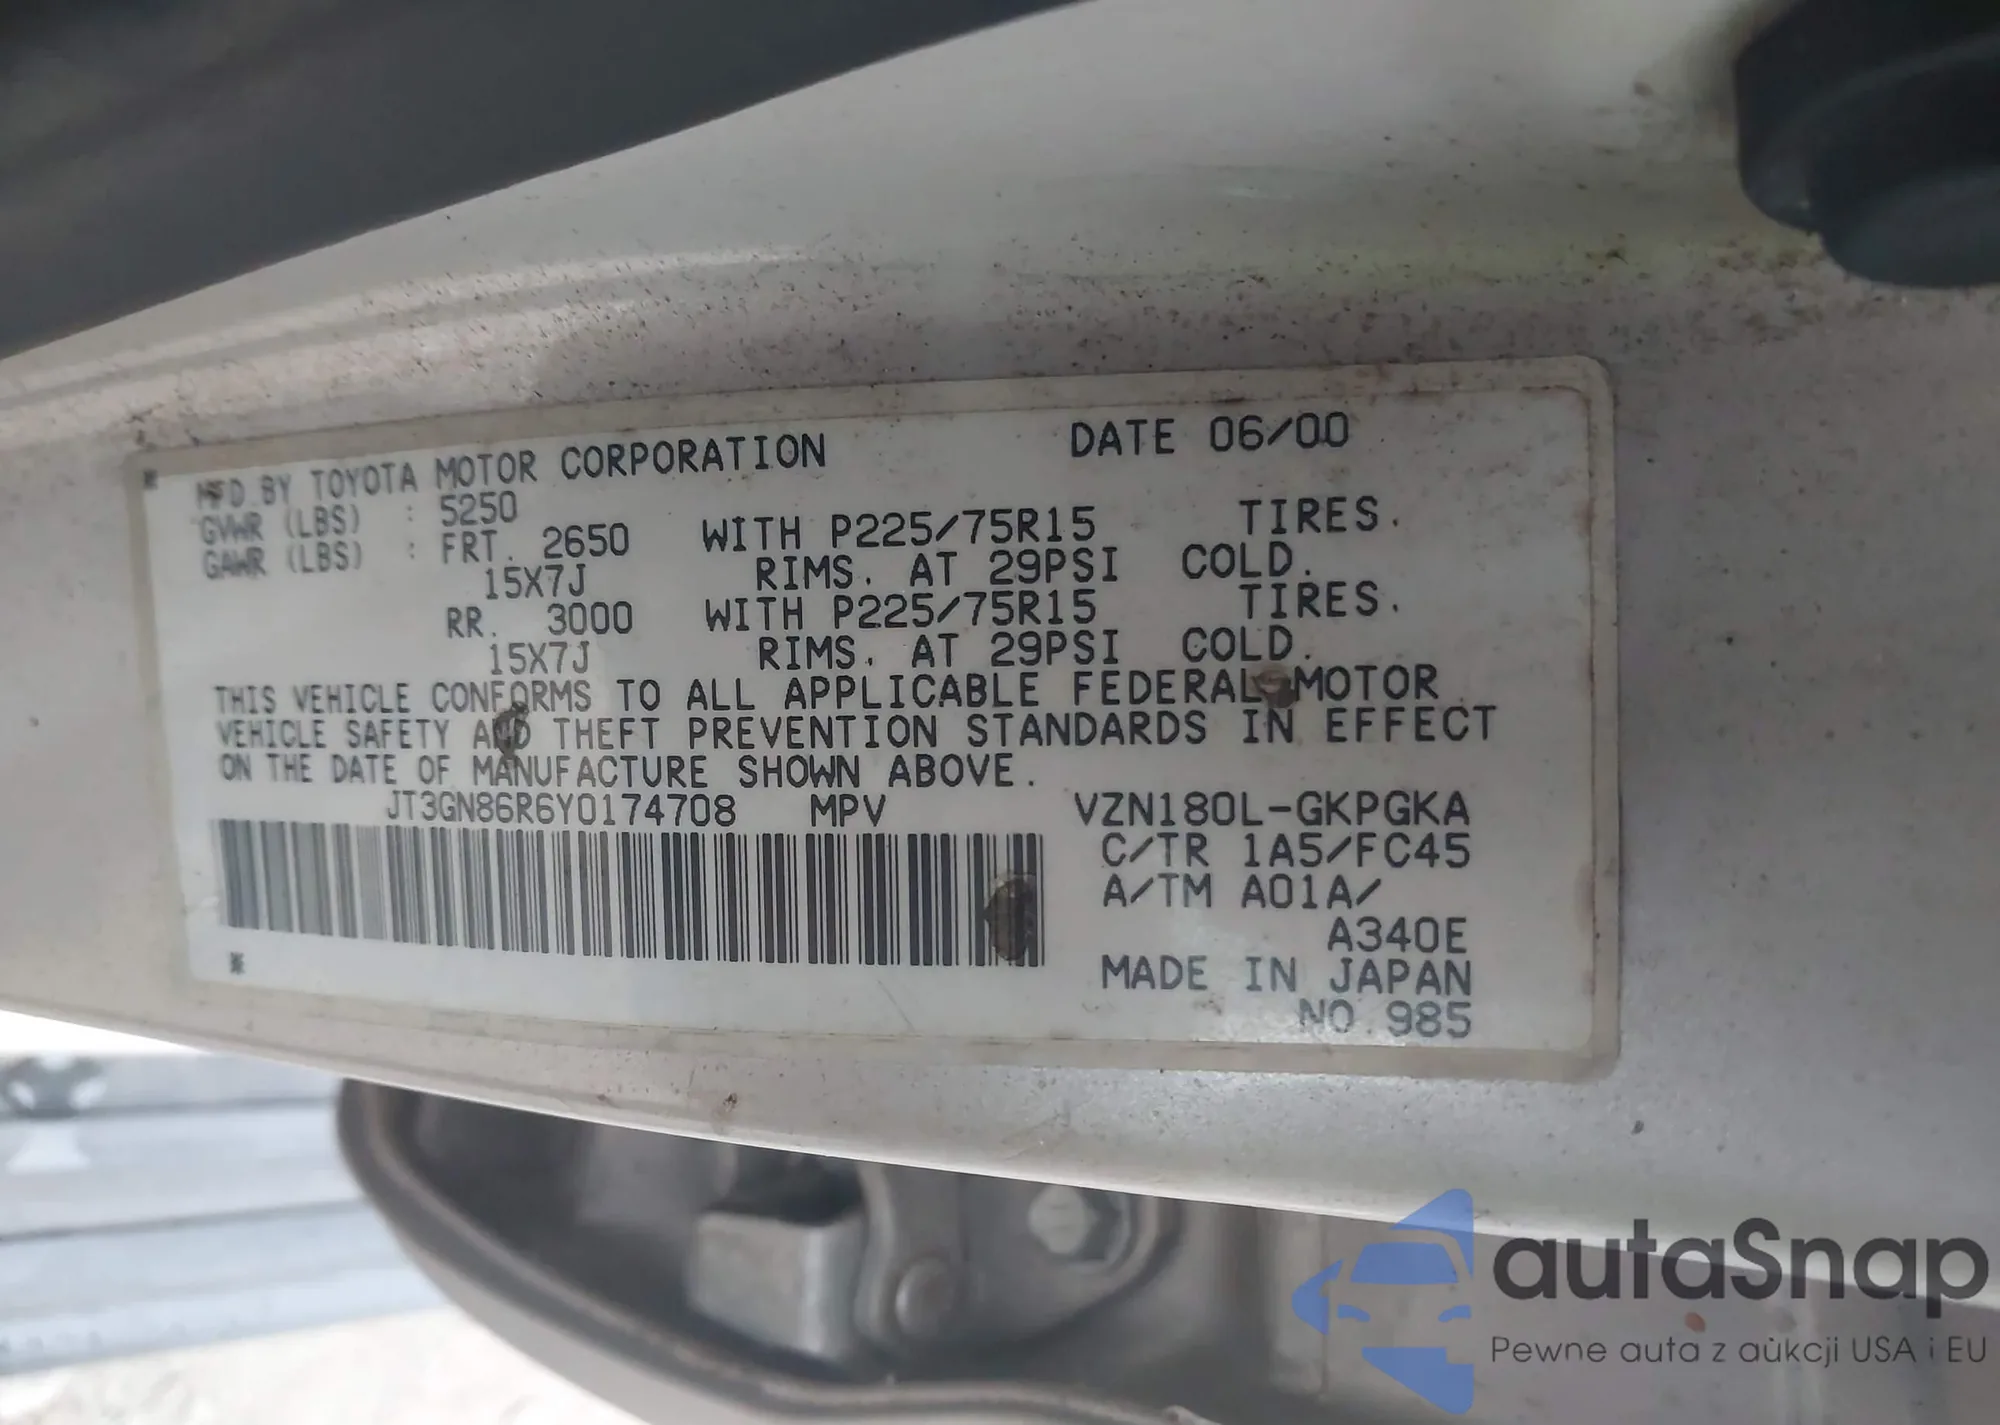 MFD BY TOYOTA MOTOR CORPORATION DATE 06/00
GVWR (LBS) : 5250
GAWR (LBS) : FRT. 2650 WITH P225/75R15 TIRES.
15X7J RIMS. AT 29PSI COLD.
RR. 3000 WITH P225/75R15 TIRES.
15X7J RIMS. AT 29PSI COLD.
THIS VEHICLE CONFORMS TO ALL APPLICABLE FEDERAL MOTOR
VEHICLE SAFETY AND THEFT PREVENTION STANDARDS IN EFFECT
ON THE DATE OF MANUFACTURE SHOWN ABOVE.
JT3GN86R6Y0174708 MPV VZN180L-GKPGKA
C/TR 1A5/FC45
A/TM A01A/
A340E
MADE IN JAPAN
NO.985
autaSnap
Pewne auta z aukcji USA i EU